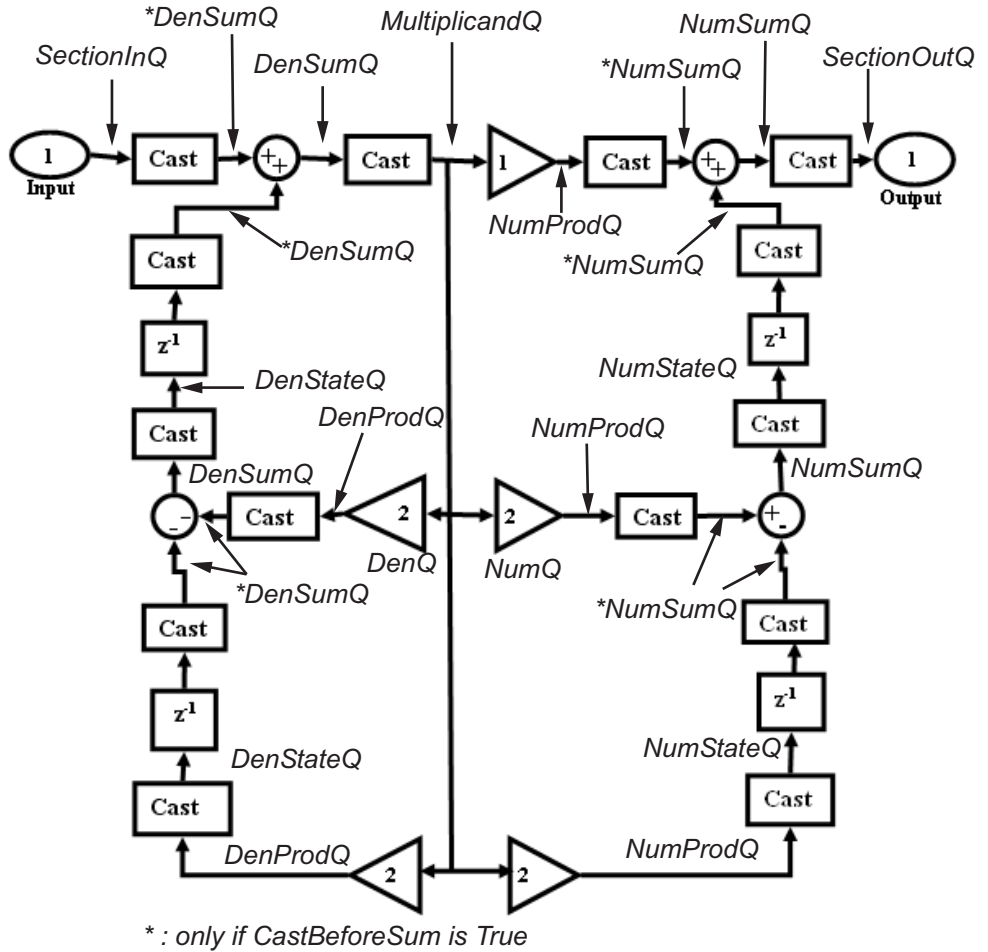 *DenSumQ
MultiplicandQ
NumSumQ
SectionInQ
DenSumQ
*NumSumQ
SectionOutQ
1
Input
Cast
++
Cast
1
Cast
++
Cast
1
Output
NumProdQ
*DenSumQ
*NumSumQ
Cast
Cast
z-1
z-1
DenStateQ
NumStateQ
Cast
Cast
DenProdQ
NumProdQ
DenSumQ
NumSumQ
--
Cast
2
2
Cast
+-
DenQ
NumQ
*DenSumQ
*NumSumQ
Cast
Cast
z-1
z-1
DenStateQ
NumStateQ
Cast
Cast
DenProdQ
NumProdQ
2
2
* : only if CastBeforeSum is True